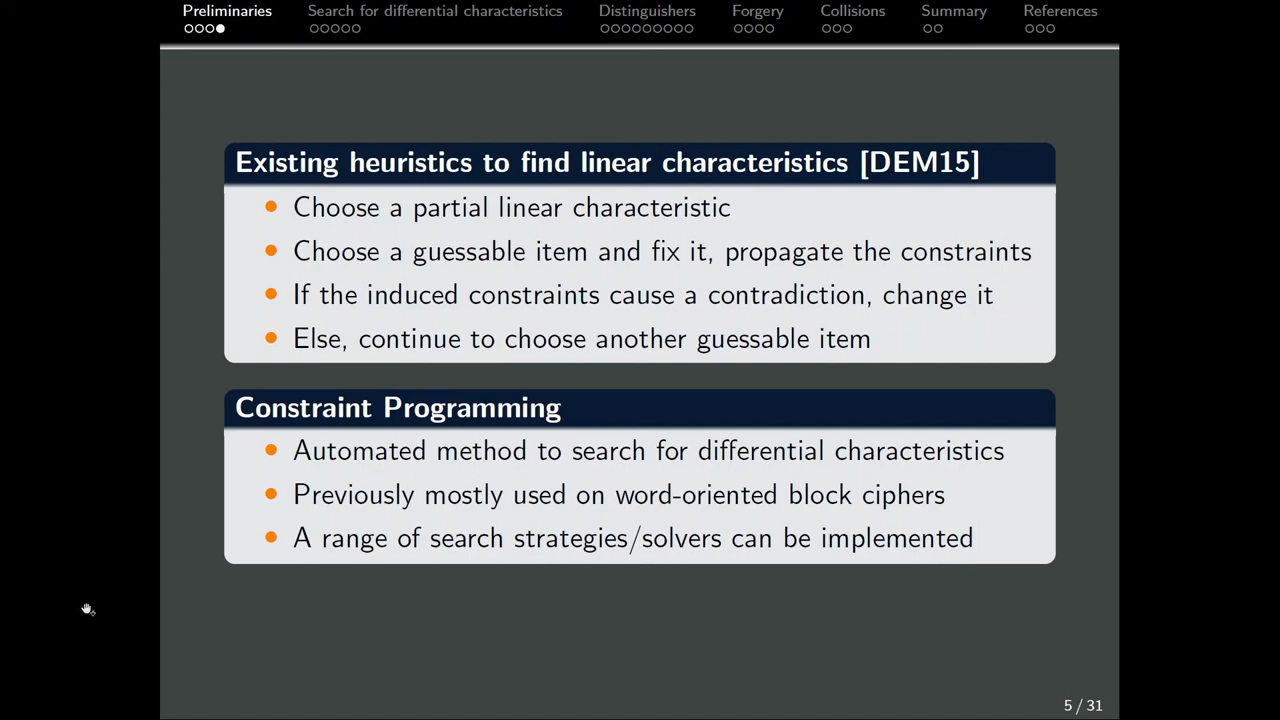 Preliminaries Search for differential characteristics Distinguishers Forgery Collisions Summary References
Existing heuristics to find linear characteristics [DEM15]
Choose a partial linear characteristic
Choose a guessable item and fix it, propagate the constraints
If the induced constraints cause a contradiction, change it
Else, continue to choose another guessable item
Constraint Programming
Automated method to search for differential characteristics
Previously mostly used on word-oriented block ciphers
A range of search strategies/solvers can be implemented
5 / 31